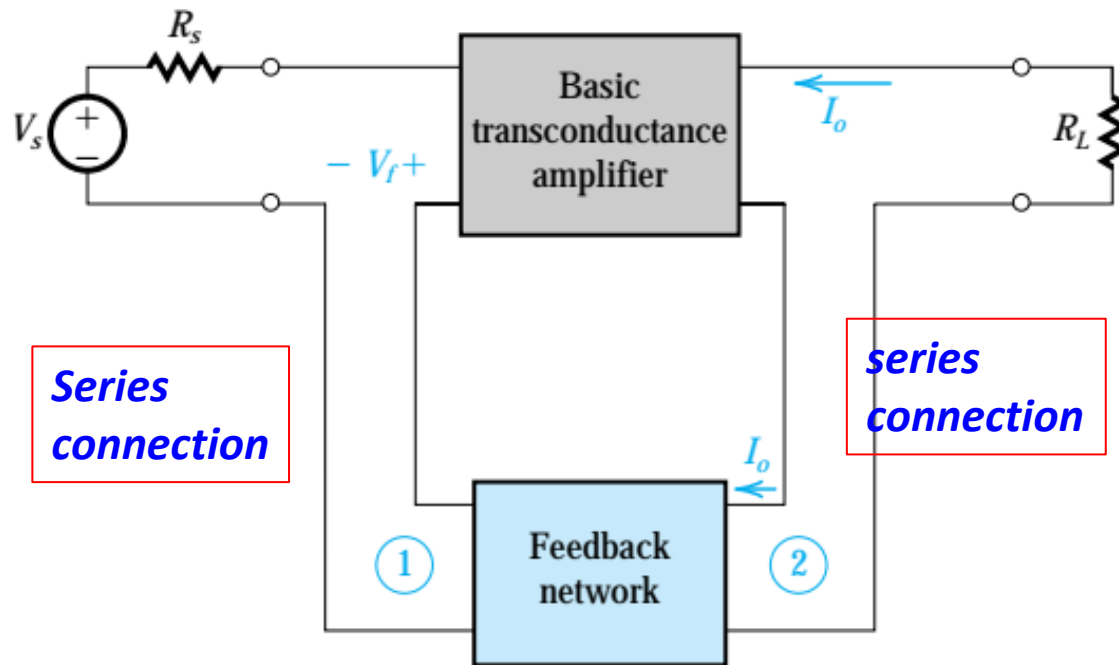 R_s
Basic
transconductance
amplifier
I_o
V_s
+
−
R_L
− V_f +
Series
connection
series
connection
I_o
1
Feedback
network
2